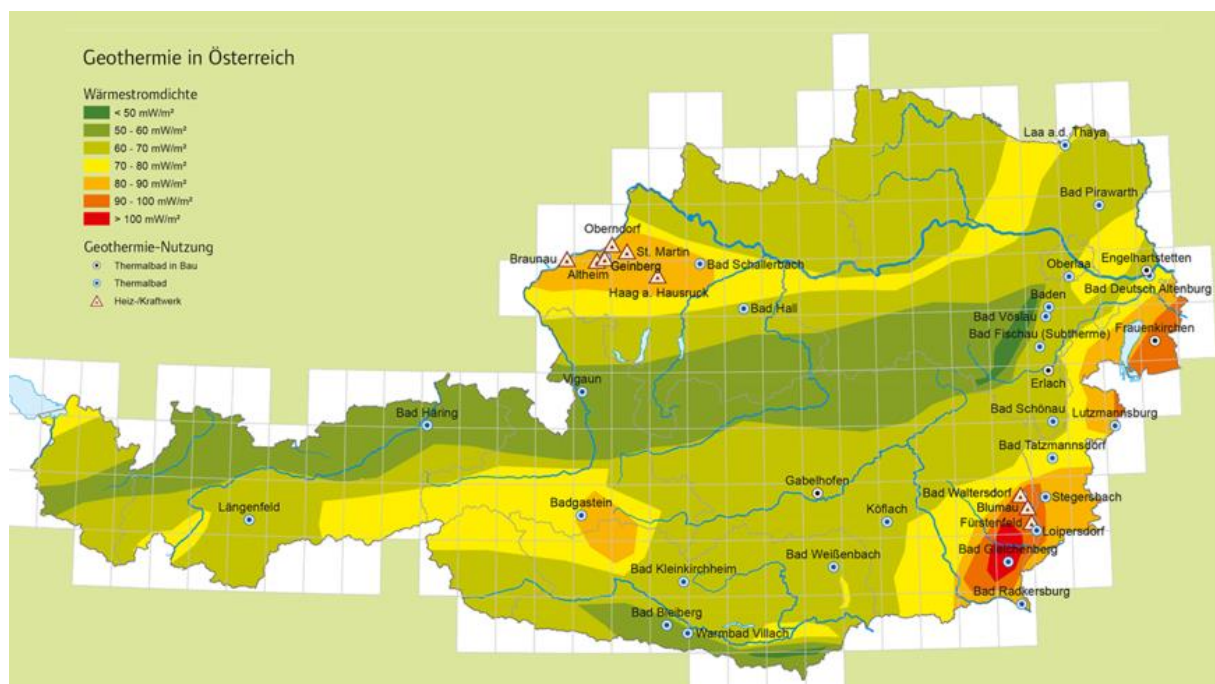 Geothermie in Österreich
Wärmestromdichte
< 50 mW/m²
50 - 60 mW/m²
60 - 70 mW/m²
70 - 80 mW/m²
80 - 90 mW/m²
90 - 100 mW/m²
> 100 mW/m²
Geothermie-Nutzung
Thermalbad in Bau
Thermalbad
Heiz-/Kraftwerk
Laa a.d. Thaya
Bad Pirawarth
Oberndorf
St. Martin
Braunau
Geinberg
Altheim
Haag a. Hausruck
Bad Schallerbach
Bad Hall
Engelhartstetten
Oberlaa
Bad Deutsch Altenburg
Baden
Bad Vöslau
Bad Fischau (Subtherme)
Frauenkirchen
Erlach
Vigaun
Bad Häring
Bad Schönau
Lutzmannsburg
Bad Tatzmannsdorf
Längenfeld
Badgastein
Gabelhofen
Köflach
Bad Waltersdorf
Stegersbach
Blumau
Fürstenfeld
Loipersdorf
Bad Gleichenberg
Bad Weißenbach
Bad Kleinkirchheim
Bad Radkersburg
Bad Bleiberg
Warmbad Villach